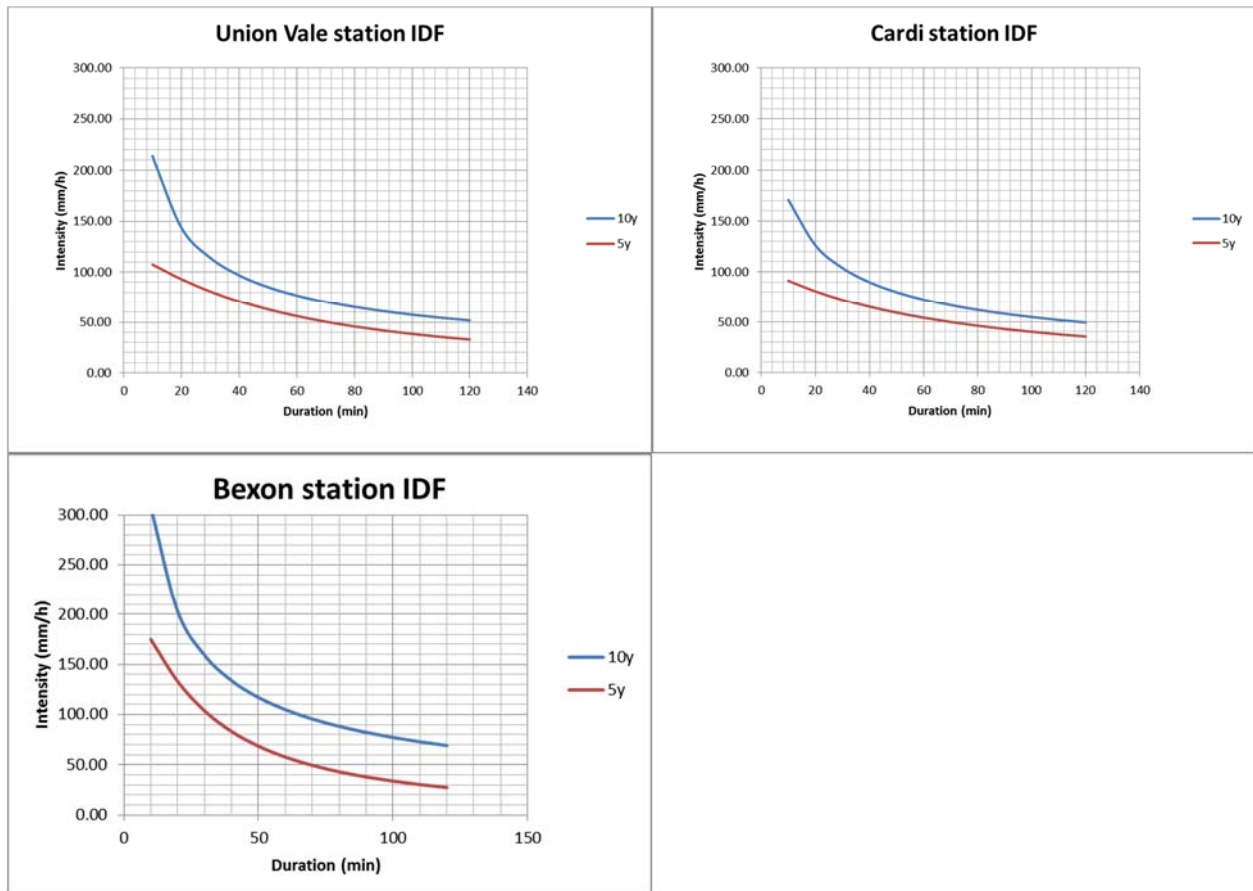 Union Vale station IDF
300.00
250.00
200.00
150.00
100.00
50.00
0.00
Intensity (mm/h)
0 20 40 60 80 100 120 140
Duration (min)
10y
5y
Cardi station IDF
300.00
250.00
200.00
150.00
100.00
50.00
0.00
Intensity (mm/h)
0 20 40 60 80 100 120 140
Duration (min)
10y
5y
Bexon station IDF
300.00
250.00
200.00
150.00
100.00
50.00
0.00
Intensity (mm/h)
0 50 100 150
Duration (min)
10y
5y